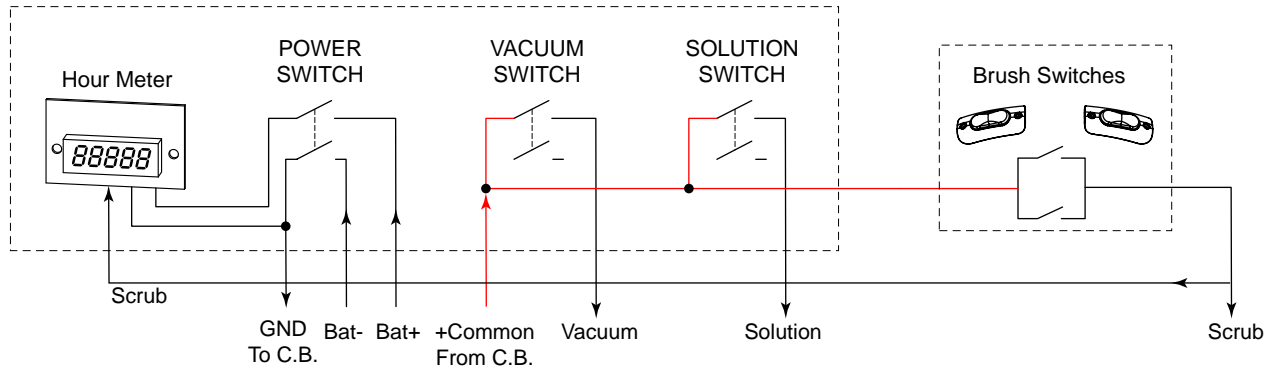 POWER
SWITCH
VACUUM
SWITCH
SOLUTION
SWITCH
Hour Meter
Brush Switches
88888
Scrub
GND
To C.B.
Bat-
Bat+
+Common
From C.B.
Vacuum
Solution
Scrub